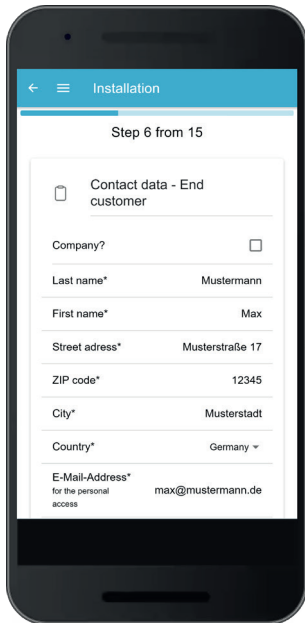 Installation
Step 6 from 15
Contact data - End
customer
Company?
Last name* Mustermann
First name* Max
Street adress* Musterstraße 17
ZIP code* 12345
City* Musterstadt
Country* Germany
E-Mail-Address*
for the personal
access
max@mustermann.de